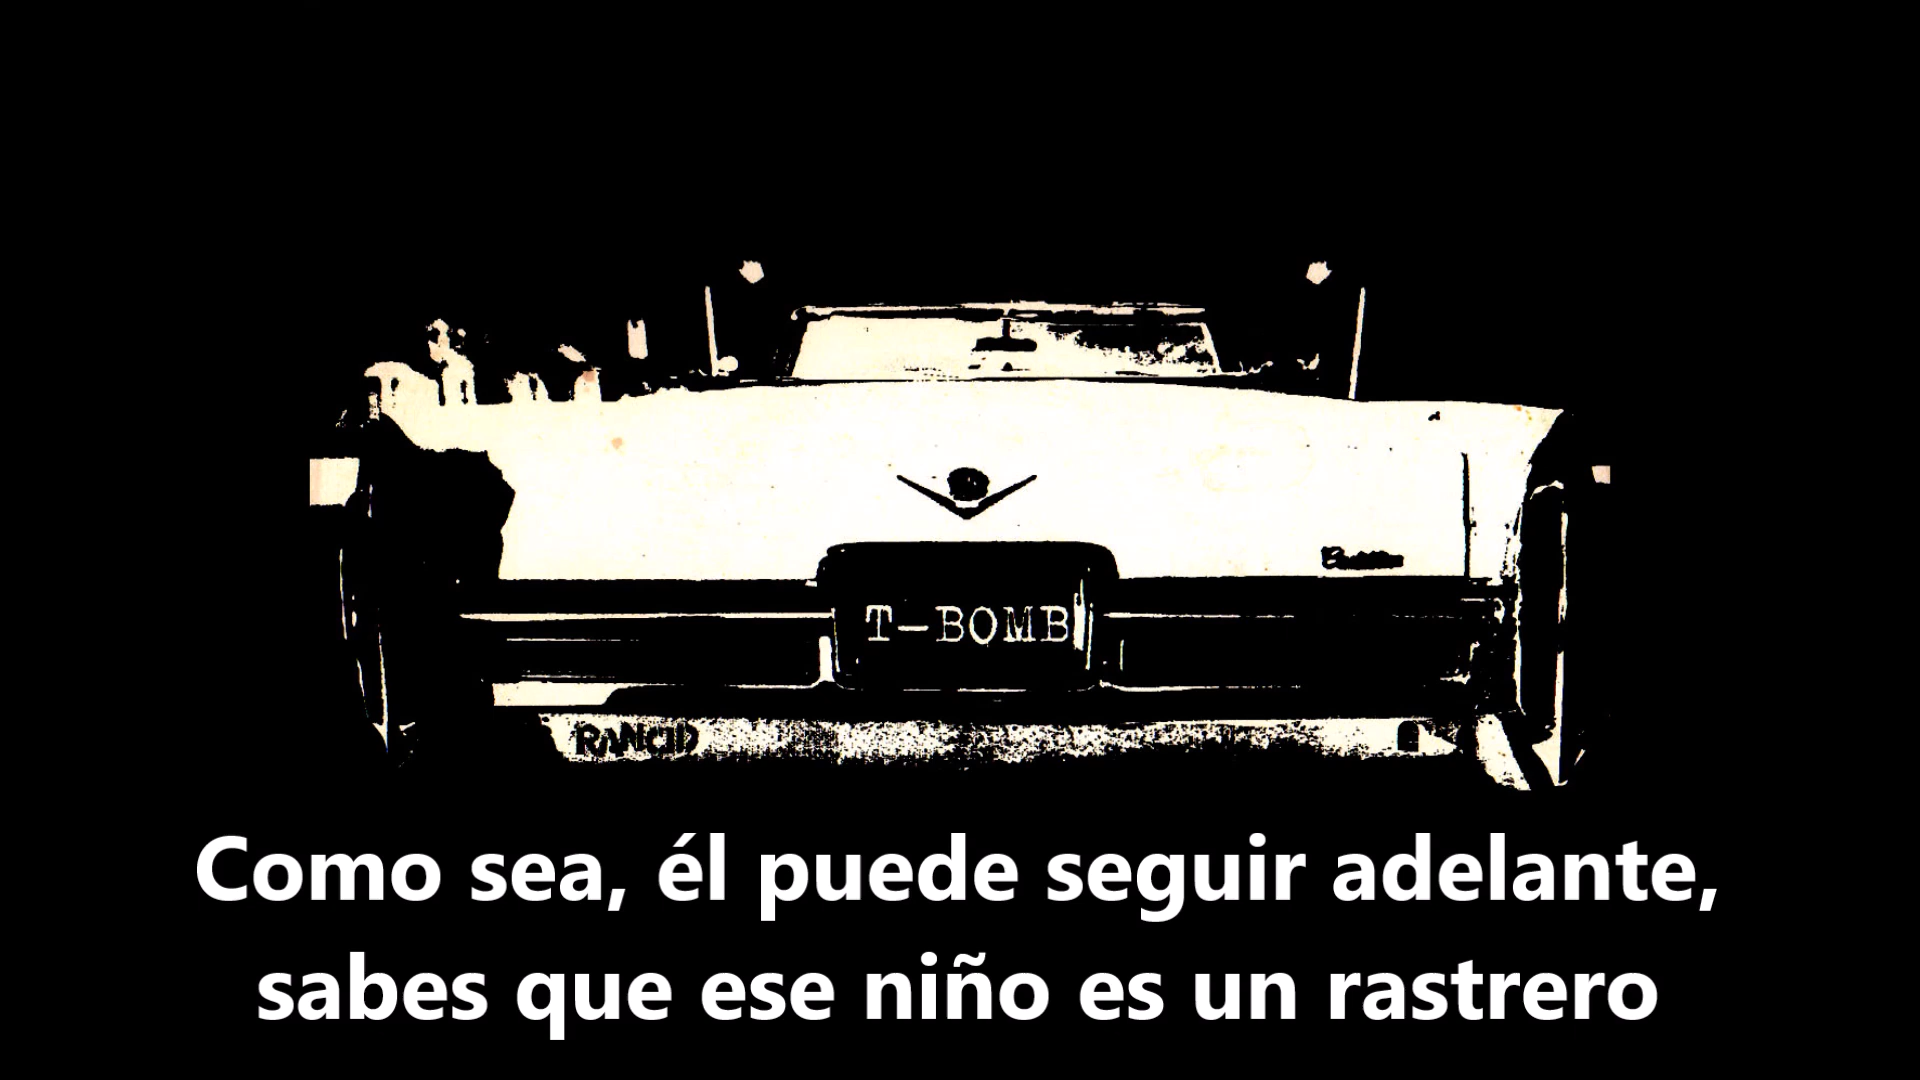 T-BOMB
RANCID
Como sea, él puede seguir adelante,
sabes que ese niño es un rastrero